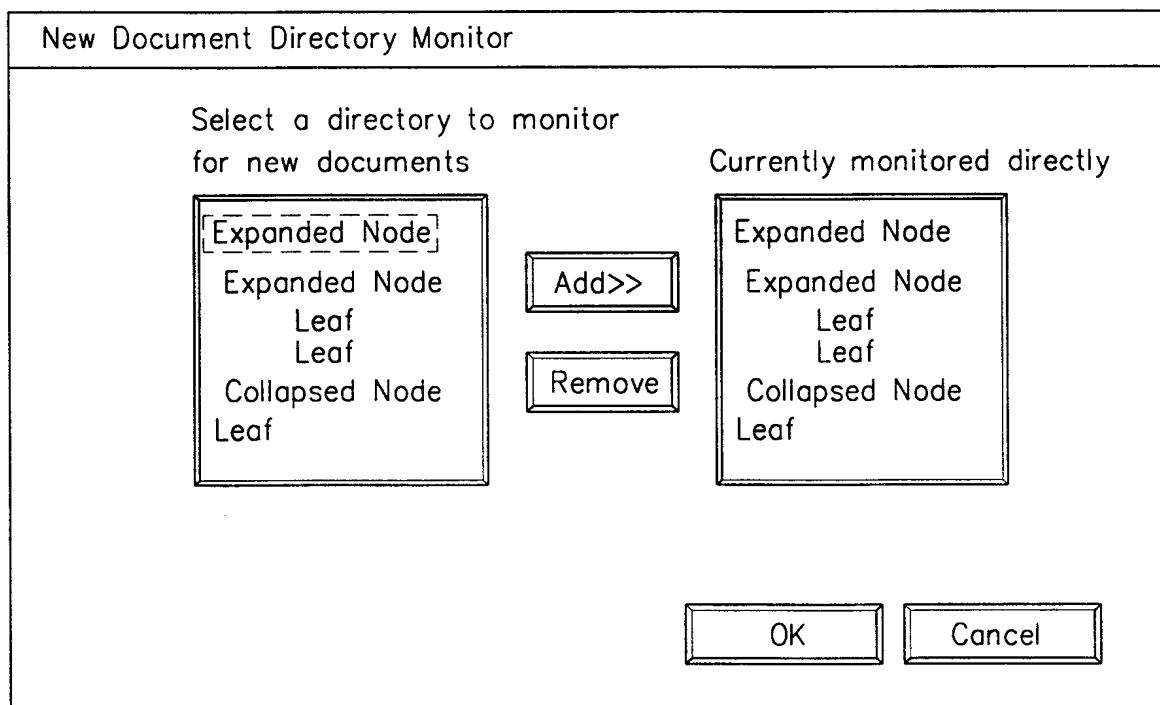 New Document Directory Monitor
Select a directory to monitor
for new documents
Expanded Node
Expanded Node
Leaf
Leaf
Collapsed Node
Leaf
Add>>
Remove
Currently monitored directly
Expanded Node
Expanded Node
Leaf
Leaf
Collapsed Node
Leaf
OK
Cancel